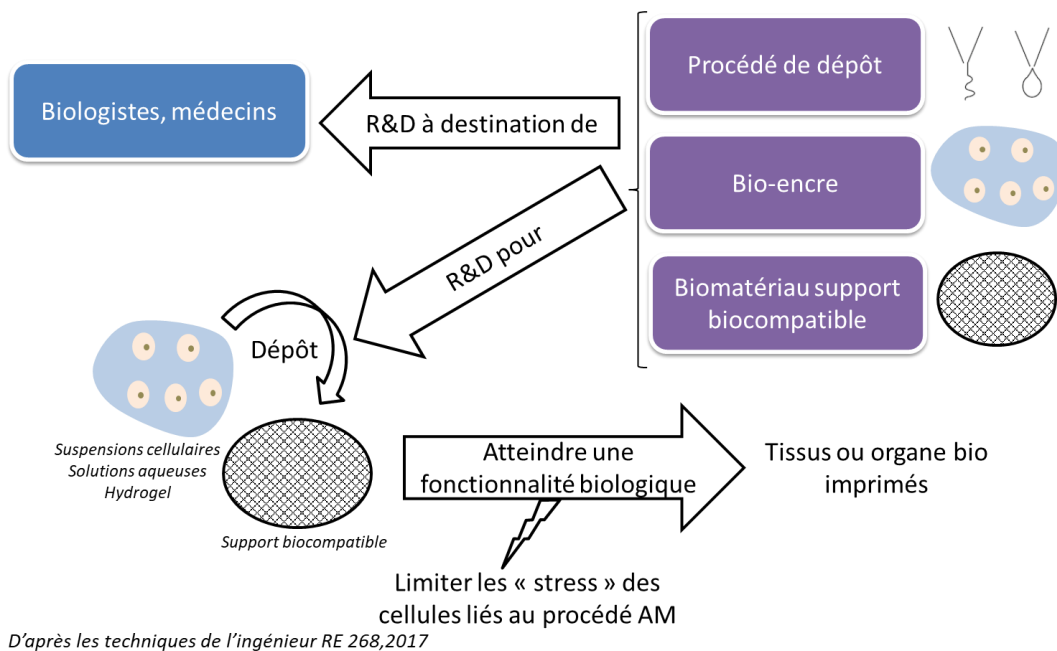 Procédé de dépôt
Biologistes, médecins
R&D à destination de
Bio-encre
R&D pour
Biomatériau support
biocompatible
Dépôt
Suspensions cellulaires
Solutions aqueuses
Hydrogel
Support biocompatible
Atteindre une
fonctionnalité biologique
Tissus ou organe bio
imprimés
Limiter les « stress » des
cellules liés au procédé AM
D’après les techniques de l’ingénieur RE 268,2017